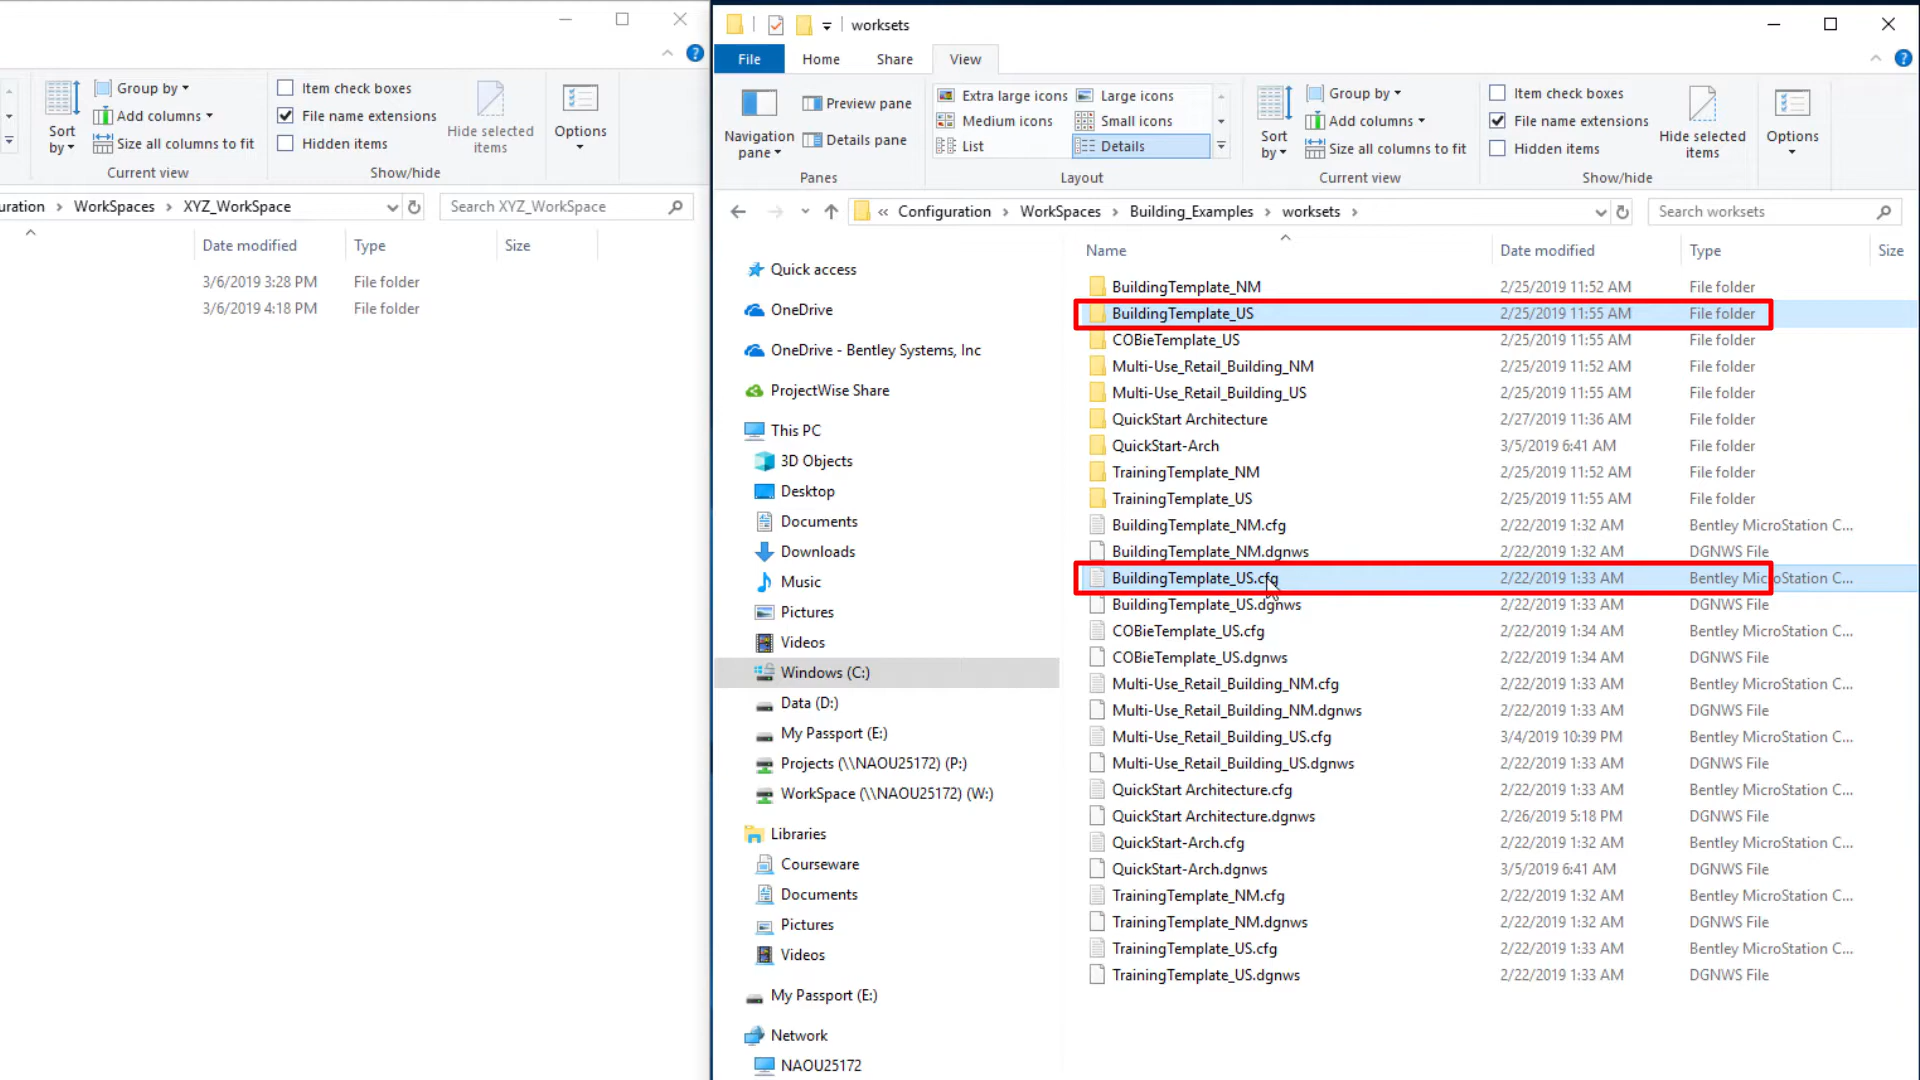 Group by
Add columns
Size all columns to fit
Sort by
Current view
Item check boxes
File name extensions
Hidden items
Hide selected items
Show/hide
Options
uration > WorkSpaces > XYZ_WorkSpace
Search XYZ_WorkSpace
Date modified Type Size
3/6/2019 3:28 PM File folder
3/6/2019 4:18 PM File folder
worksets
File Home Share View
Navigation pane
Preview pane
Details pane
Panes
Extra large icons Large icons
Medium icons Small icons
List Details
Layout
Sort by
Group by
Add columns
Size all columns to fit
Current view
Item check boxes
File name extensions
Hidden items
Hide selected items
Show/hide
Options
« Configuration > WorkSpaces > Building_Examples > worksets >
Search worksets
Quick access
OneDrive
OneDrive - Bentley Systems, Inc
ProjectWise Share
This PC
3D Objects
Desktop
Documents
Downloads
Music
Pictures
Videos
Windows (C:)
Data (D:)
My Passport (E:)
Projects (\\NAOU25172) (P:)
WorkSpace (\\NAOU25172) (W:)
Libraries
Courseware
Documents
Pictures
Videos
My Passport (E:)
Network
NAOU25172
Name Date modified Type Size
BuildingTemplate_NM 2/25/2019 11:52 AM File folder
BuildingTemplate_US 2/25/2019 11:55 AM File folder
COBieTemplate_US 2/25/2019 11:55 AM File folder
Multi-Use_Retail_Building_NM 2/25/2019 11:52 AM File folder
Multi-Use_Retail_Building_US 2/25/2019 11:55 AM File folder
QuickStart Architecture 2/27/2019 11:36 AM File folder
QuickStart-Arch 3/5/2019 6:41 AM File folder
TrainingTemplate_NM 2/25/2019 11:52 AM File folder
TrainingTemplate_US 2/25/2019 11:55 AM File folder
BuildingTemplate_NM.cfg 2/22/2019 1:32 AM Bentley MicroStation C...
BuildingTemplate_NM.dgnws 2/22/2019 1:32 AM DGNWS File
BuildingTemplate_US.cfg 2/22/2019 1:33 AM Bentley MicroStation C...
BuildingTemplate_US.dgnws 2/22/2019 1:33 AM DGNWS File
COBieTemplate_US.cfg 2/22/2019 1:34 AM Bentley MicroStation C...
COBieTemplate_US.dgnws 2/22/2019 1:34 AM DGNWS File
Multi-Use_Retail_Building_NM.cfg 2/22/2019 1:33 AM Bentley MicroStation C...
Multi-Use_Retail_Building_NM.dgnws 2/22/2019 1:33 AM DGNWS File
Multi-Use_Retail_Building_US.cfg 3/4/2019 10:39 PM Bentley MicroStation C...
Multi-Use_Retail_Building_US.dgnws 2/22/2019 1:33 AM DGNWS File
QuickStart Architecture.cfg 2/22/2019 1:33 AM Bentley MicroStation C...
QuickStart Architecture.dgnws 2/26/2019 5:18 PM DGNWS File
QuickStart-Arch.cfg 2/22/2019 1:32 AM Bentley MicroStation C...
QuickStart-Arch.dgnws 3/5/2019 6:41 AM DGNWS File
TrainingTemplate_NM.cfg 2/22/2019 1:32 AM Bentley MicroStation C...
TrainingTemplate_NM.dgnws 2/22/2019 1:32 AM DGNWS File
TrainingTemplate_US.cfg 2/22/2019 1:33 AM Bentley MicroStation C...
TrainingTemplate_US.dgnws 2/22/2019 1:33 AM DGNWS File